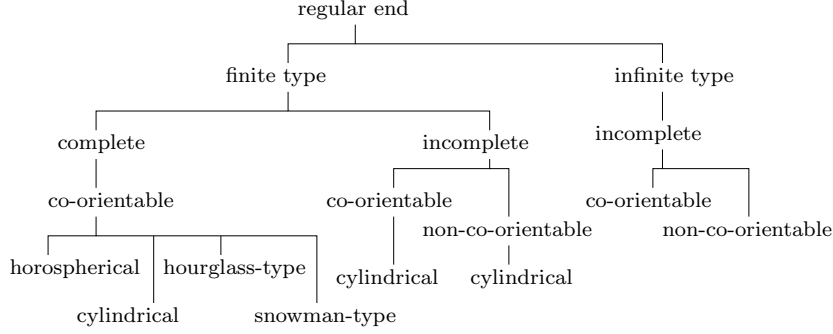 regular end
finite type infinite type
complete incomplete incomplete
co-orientable co-orientable co-orientable
non-co-orientable non-co-orientable
horospherical hourglass-type cylindrical cylindrical
cylindrical snowman-type